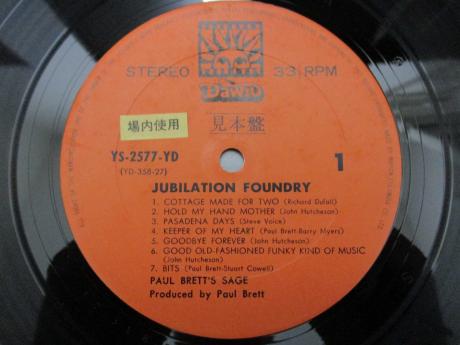 STEREO 33 RPM
Dawn
場内使用
見本盤
YS-2577-YD
(YD-358-27)
1
JUBILATION FOUNDRY
1. COTTAGE MADE FOR TWO (Richard Dufall)
2. HOLD MY HAND MOTHER (John Hutcheson)
3. PASADENA DAYS (Steve Voice)
4. KEEPER OF MY HEART (Paul Brett-Barry Myers)
5. GOODBYE FOREVER (John Hutcheson)
6. GOOD OLD-FASHIONED FUNKY KIND OF MUSIC
(John Hutcheson)
7. BITS (Paul Brett-Stuart Cowell)
PAUL BRETT'S SAGE
Produced by Paul Brett